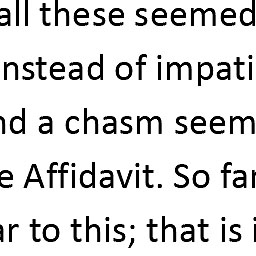 all these seemed
nstead of impati
nd a chasm seem
e Affidavit. So far
ar to this; that is i